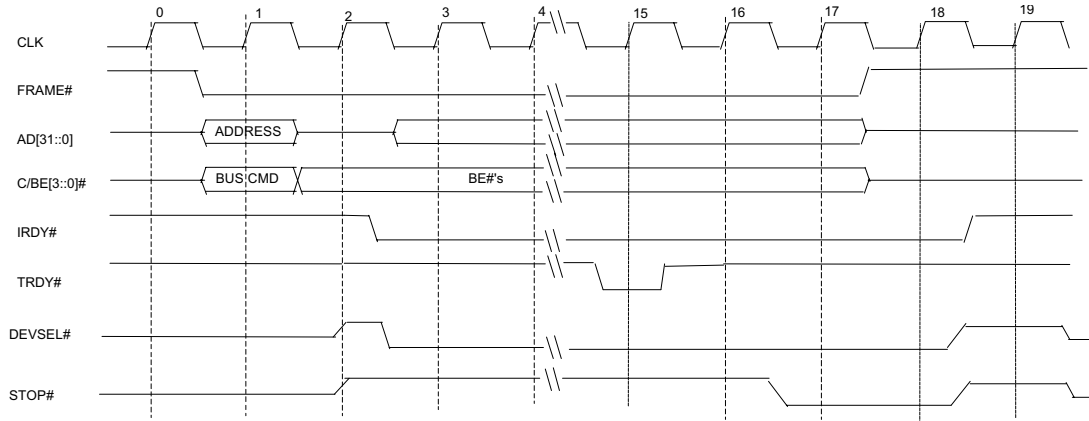 0 1 2 3 4 15 16 17 18 19
CLK
FRAME#
AD[31::0] ADDRESS
C/BE[3::0]# BUS CMD BE#'s
IRDY#
TRDY#
DEVSEL#
STOP#